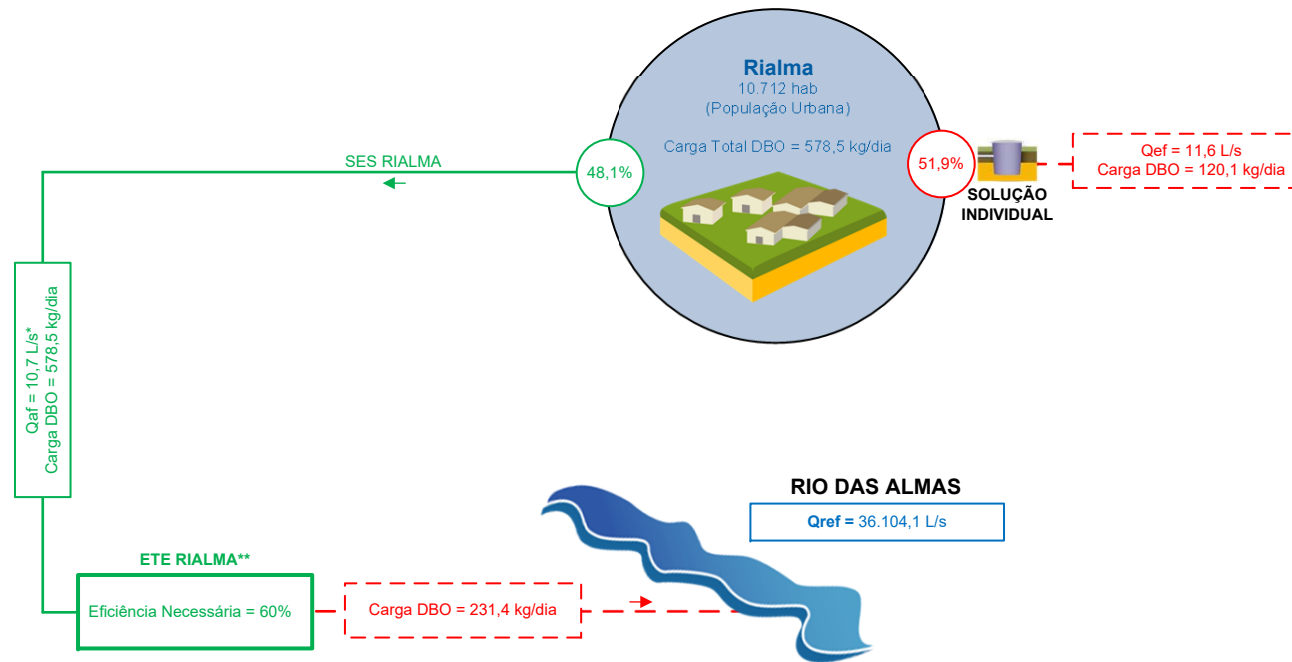 Rialma
10.712 hab
(População Urbana)
Carga Total DBO = 578,5 kg/dia
SES RIALMA
48,1%
51,9%
SOLUÇÃO
INDIVIDUAL
Qef = 11,6 L/s
Carga DBO = 120,1 kg/dia
Qaf = 10,7 L/s*
Carga DBO = 578,5 kg/dia
RIO DAS ALMAS
Qref = 36.104,1 L/s
ETE RIALMA**
Eficiência Necessária = 60%
Carga DBO = 231,4 kg/dia